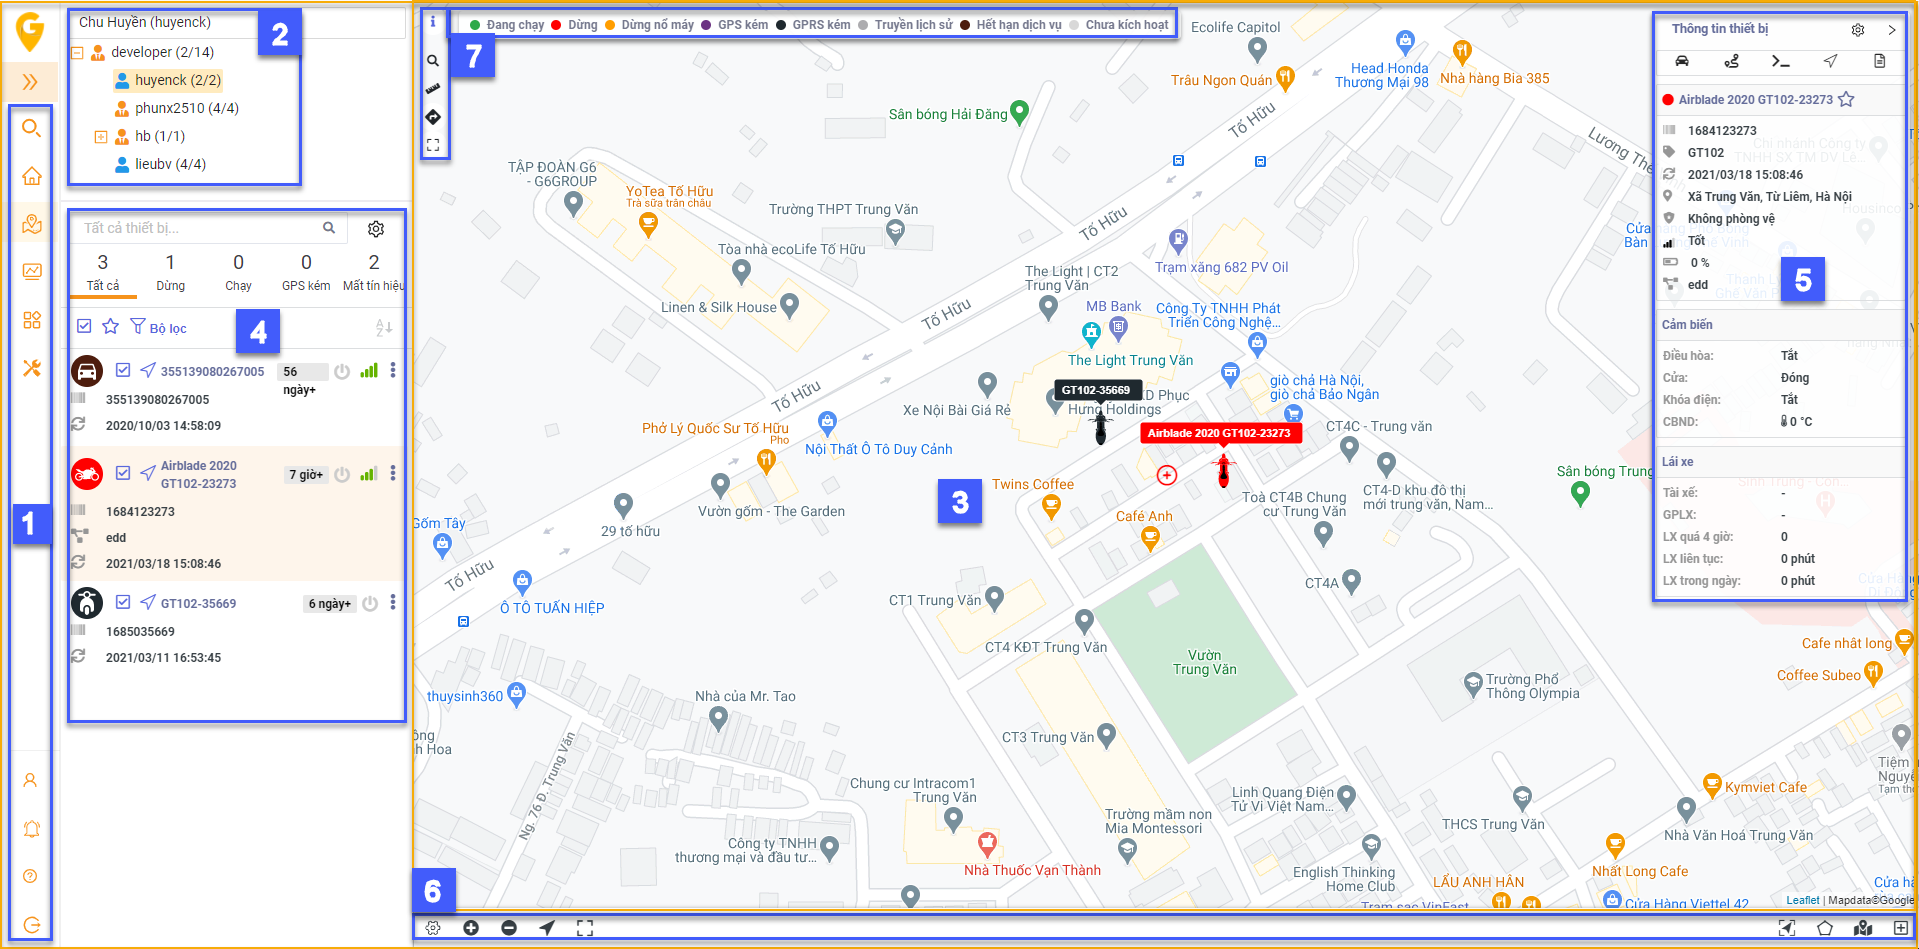 Chu Huyền (huyenck)
2
developer (2/14)
huyenck (2/2)
phunx2510 (4/4)
hb (1/1)
lieubv (4/4)
1
Tất cả thiết bị...
3
1
0
0
2
Tất cả
Dừng
Chạy
GPS kém
Mất tín hiệu
Bộ lọc
4
355139080267005
56 ngày+
355139080267005
2020/10/03 14:58:09
Airblade 2020 GT102-23273
7 giờ+
1684123273
edd
2021/03/18 15:08:46
GT102-35669
6 ngày+
1685035669
2021/03/11 16:53:45
7
Đang chạy
Dừng
Dừng nổ máy
GPS kém
GPRS kém
Truyền lịch sử
Hết hạn dịch vụ
Chưa kích hoạt
Ecolife Capitol
Trâu Ngon Quán
Head Honda
Thương Mại 98
Nhà hàng Bia 385
Sân bóng Hải Đăng
Tố Hữu
TẬP ĐOÀN G6
- G6GROUP
YoTea Tố Hữu
Trà sữa trân châu
Trường THPT Trung Văn
Tòa nhà ecoLife Tố Hữu
Tố Hữu
Trạm xăng 682 PV Oil
The Light | CT2
Trung Văn
Linen & Silk House
Tố Hữu
MB Bank
Công Ty TNHH Phát
Triển Công Nghệ...
The Light Trung Văn
giò chả Hà Nội,
giò chả Bảo Ngân
Tố Hữu
GT102-35669
D Phục
Hưng Holdings
Xe Nội Bài Giá Rẻ
Phở Lý Quốc Sư Tố Hữu
Pho
Nội Thất Ô Tô Duy Cảnh
Airblade 2020 GT102-23273
CT4C - Trung văn
Sân bóng Trung
Twins Coffee
3
Toà CT4B Chung
cư Trung Văn
CT4-D khu đô thị
mới trung văn, Nam...
Vườn gốm - The Garden
Café Anh
Gốm Tây
29 tố hữu
Tố Hữu
Ô TÔ TUẤN HIỆP
CT1 Trung Văn
CT4A
CT4 KĐT Trung Văn
Vườn
Trung Văn
Cafe nhật long
Coffee Subeo
Trường Phổ
Thông Olympia
thuysinh360
Nhà của Mr. Tao
CT3 Trung Văn
Ng. 76 Đ. Trung Văn
Chung cư Intracom1
Trung Văn
Linh Quang Điện
Tử Vi Việt Nam...
Kymviet Cafe
Trường mầm non
Mia Montessori
THCS Trung Văn
Nhà Văn Hoá Trung Văn
Công ty TNHH
thương mại và đầu tư...
Nhà Thuốc Vạn Thành
English Thinking
Home Club
LẨU ANH HÂN
Nhất Long Cafe
Trạm sạc VinFast
Cửa Hàng Viettel 42
Leaflet | Mapdata©Google
6
Thông tin thiết bị
Airblade 2020 GT102-23273
1684123273
GT102
2021/03/18 15:08:46
Xã Trung Văn, Từ Liêm, Hà Nội
Không phòng vệ
Tốt
0 %
edd
5
Cảm biến
Điều hòa: Tắt
Cửa: Đóng
Khóa điện: Tắt
CBND: 0 °C
Lái xe
Tài xế: -
GPLX: -
LX quá 4 giờ: 0
LX liên tục: 0 phút
LX trong ngày: 0 phút